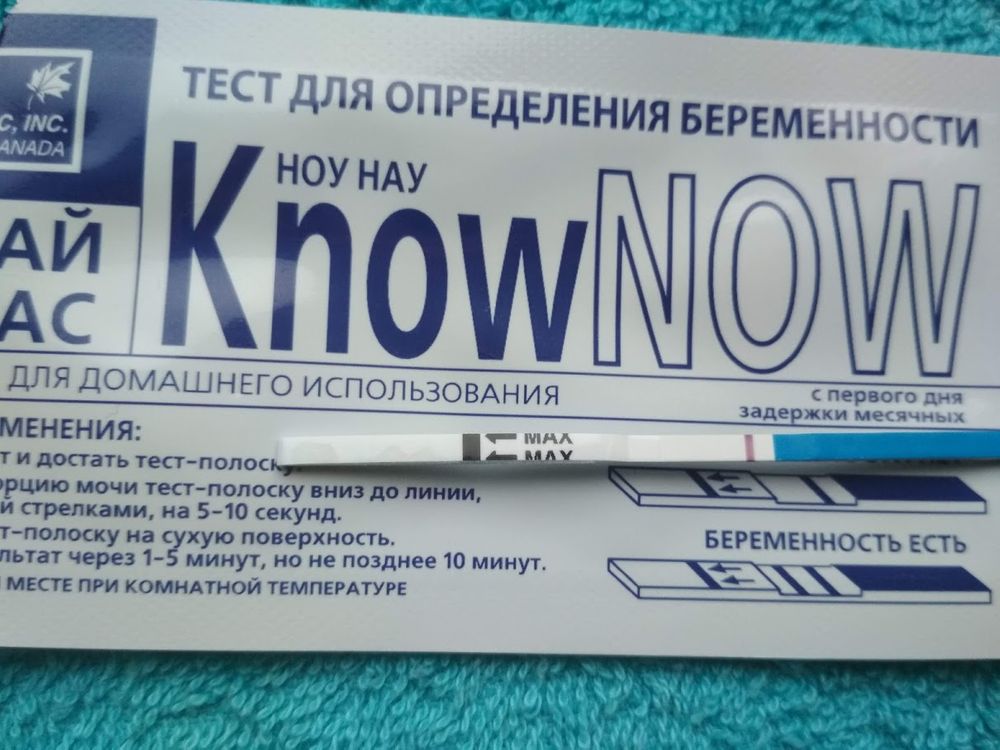 C, INC.
ANADA
ТЕСТ ДЛЯ ОПРЕДЕЛЕНИЯ БЕРЕМЕННОСТИ
НОУ НАУ
KnowNOW
АЙ
АС
ДЛЯ ДОМАШНЕГО ИСПОЛЬЗОВАНИЯ
с первого дня
задержки месячных
МЕНЕНИЯ:
MAX
MAX
т и достать тест-полоск
орцию мочи тест-полоску вниз до линии,
й стрелками, на 5-10 секунд.
т-полоску на сухую поверхность.
льтат через 1-5 минут, но не позднее 10 минут.
И МЕСТЕ ПРИ КОМНАТНОЙ ТЕМПЕРАТУРЕ
БЕРЕМЕННОСТЬ ЕСТЬ